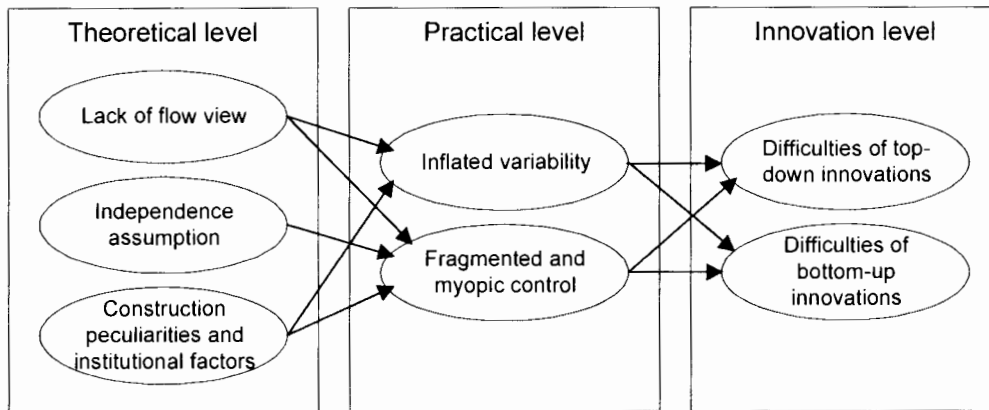 Theoretical level
Lack of flow view
Independence
assumption
Construction
peculiarities and
institutional factors
Practical level
Inflated variability
Fragmented and
myopic control
Innovation level
Difficulties of top-
down innovations
Difficulties of
bottom-up
innovations